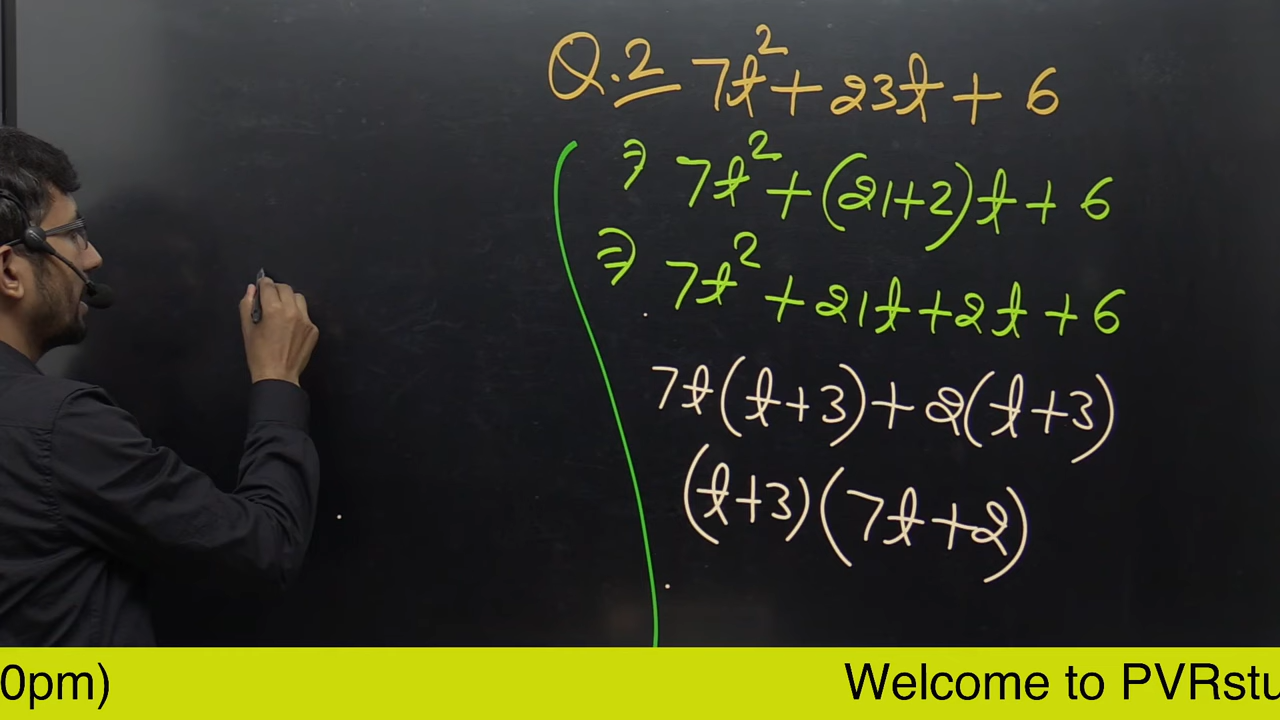 Q.2 7t² + 23t + 6
⇒ 7t² + (21+2)t + 6
⇒ 7t² + 21t + 2t + 6
7t(t+3) + 2(t+3)
(t+3)(7t+2)
0pm) Welcome to PVRstu